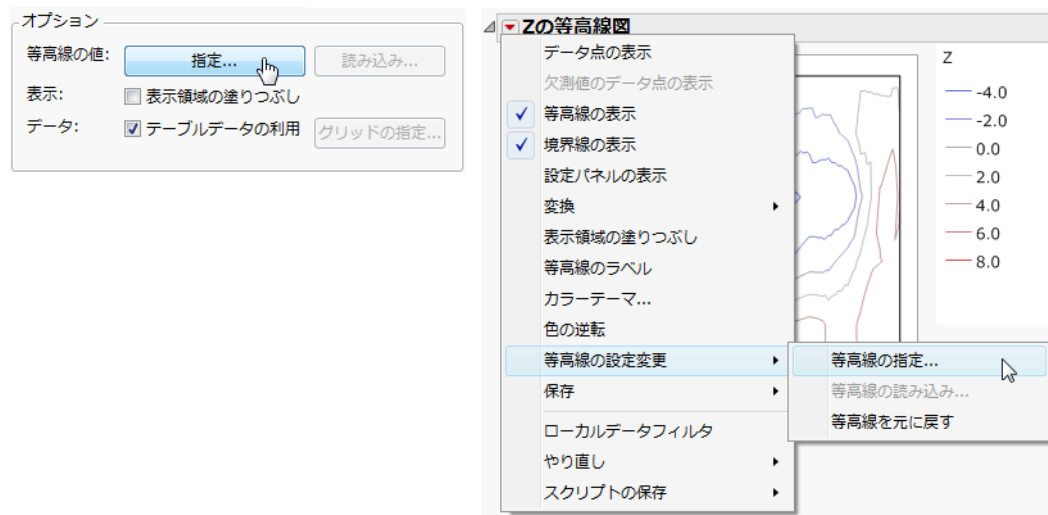 オプション
等高線の値:
指定...
読み込み...
表示:
表示領域の塗りつぶし
データ:
テーブルデータの利用
グリッドの指定...
Zの等高線図
データ点の表示
欠測値のデータ点の表示
等高線の表示
境界線の表示
設定パネルの表示
変換
表示領域の塗りつぶし
等高線のラベル
カラーテーマ...
色の逆転
等高線の設定変更
保存
ローカルデータフィルタ
やり直し
スクリプトの保存
等高線の指定...
等高線の読み込み...
等高線を元に戻す
Z
-4.0
-2.0
0.0
2.0
4.0
6.0
8.0